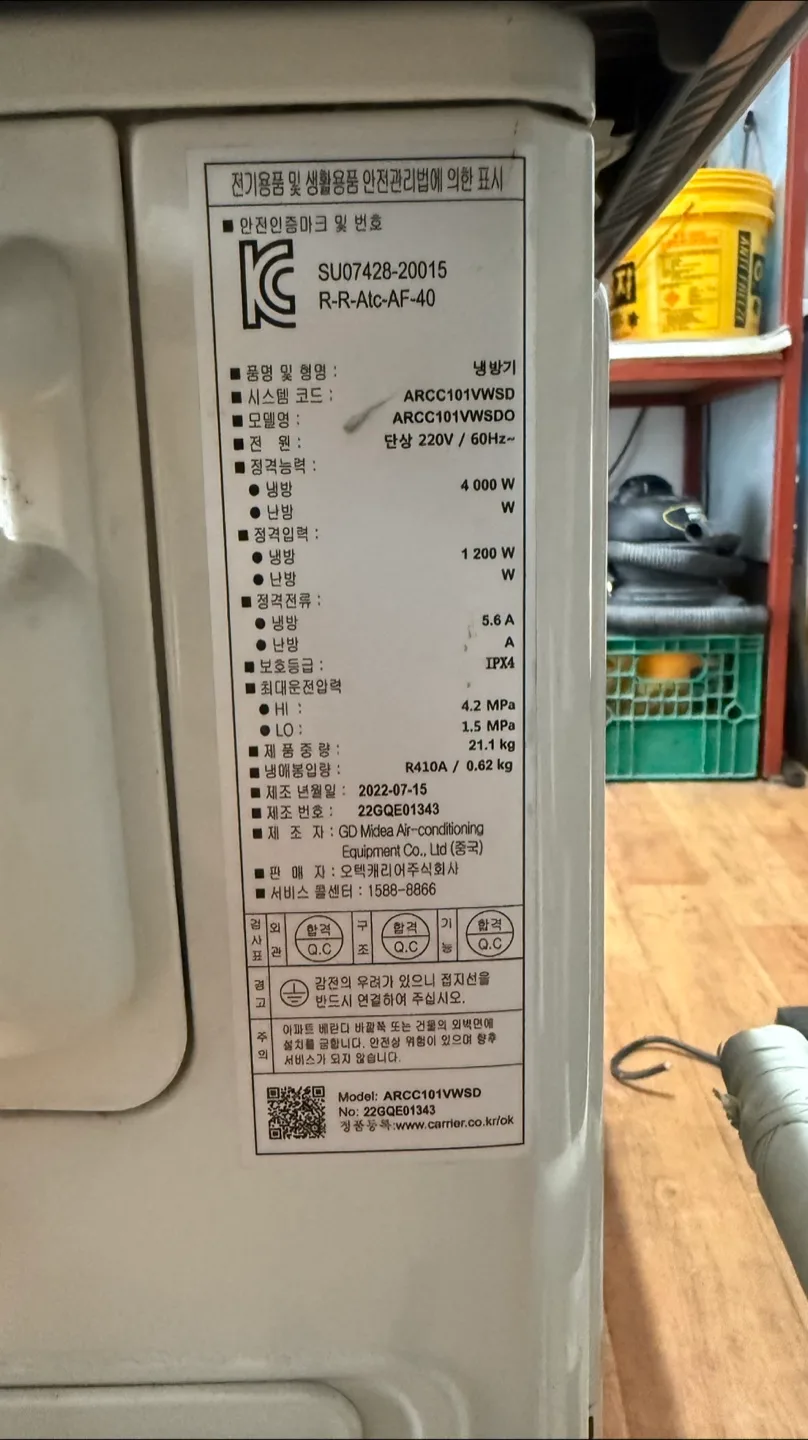 전기용품 및 생활용품 안전관리법에 의한 표시
■ 안전인증마크 및 번호
SU07428-20015
R-R-Atc-AF-40
■ 품명 및 형명 : 냉방기
■ 시스템 코드 : ARCC101VWSD
■ 모델명 : ARCC101VWSDO
■ 전 원 : 단상 220V / 60Hz~
■ 정격능력 :
● 냉방 4 000 W
● 난방 W
■ 정격입력 :
● 냉방 1 200 W
● 난방 W
■ 정격전류 :
● 냉방 5.6 A
● 난방 A
■ 보호등급 : IPX4
■ 최대운전압력
● HI : 4.2 MPa
● LO : 1.5 MPa
■ 제 품 중 량 : 21.1 kg
■ 냉매봉입량 : R410A / 0.62 kg
■ 제조 년월일 : 2022-07-15
■ 제조 번호 : 22GQE01343
■ 제 조 자 : GD Midea Air-conditioning
Equipment Co., Ltd (중국)
■ 판 매 자 : 오텍캐리어주식회사
■ 서비스 콜센터 : 1588-8866
검사표 외관 합격 Q.C 구조 합격 Q.C 기능 합격 Q.C
경고 감전의 우려가 있으니 접지선을
반드시 연결하여 주십시오.
주의 아파트 베란다 바깥쪽 또는 건물의 외벽면에
설치를 금합니다. 안전상 위험이 있으며 향후
서비스가 되지 않습니다.
Model: ARCC101VWSD
No: 22GQE01343
정품등록:www.carrier.co.kr/ok
ANTI FREEZE